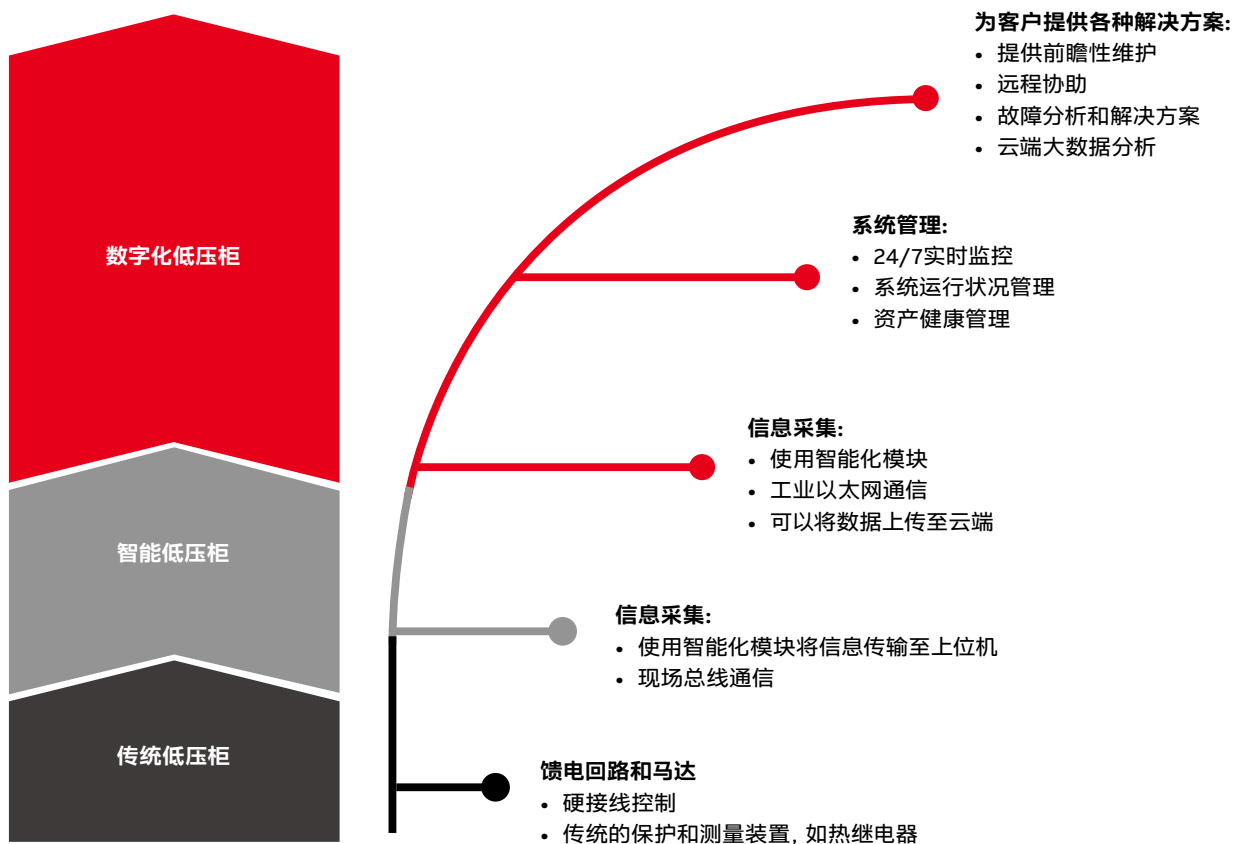 为客户提供各种解决方案:
• 提供前瞻性维护
• 远程协助
• 故障分析和解决方案
• 云端大数据分析
数字化低压柜
系统管理:
• 24/7实时监控
• 系统运行状况管理
• 资产健康管理
信息采集:
• 使用智能化模块
• 工业以太网通信
• 可以将数据上传至云端
智能低压柜
信息采集:
• 使用智能化模块将信息传输至上位机
• 现场总线通信
传统低压柜
馈电回路和马达
• 硬接线控制
• 传统的保护和测量装置, 如热继电器